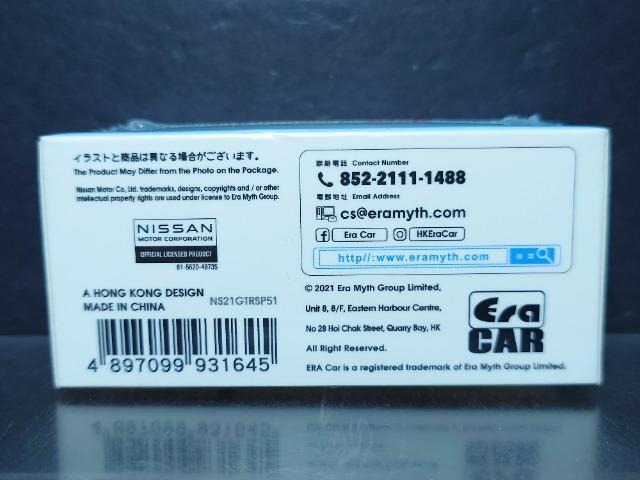 イラストと商品は異なる場合がございます。
The Product May Differ from the Photo on the Package.
Nissan Motor Co, Ltd. trademarks, designs, copyrights and / or other
intellectual property rights are used under license to Era Myth Group.
NISSAN
MOTOR CORPORATION
OFFICIAL LICENSED PRODUCT
81-5620-49735
A HONG KONG DESIGN
MADE IN CHINA
NS21GTRSP51
4 897099 931645
聯絡電話 Contact Number
852-2111-1488
電郵地址 Email Address
cs@eramyth.com
Era Car
HKEraCar
http//:www.eramyth.com
搜索
© 2021 Era Myth Group Limited,
Unit 8, 8/F, Eastern Harbour Centre,
No 28 Hoi Chak Street, Quarry Bay, HK
All Right Reserved.
ERA Car is a registered trademark of Era Myth Group Limited.
Era
CAR